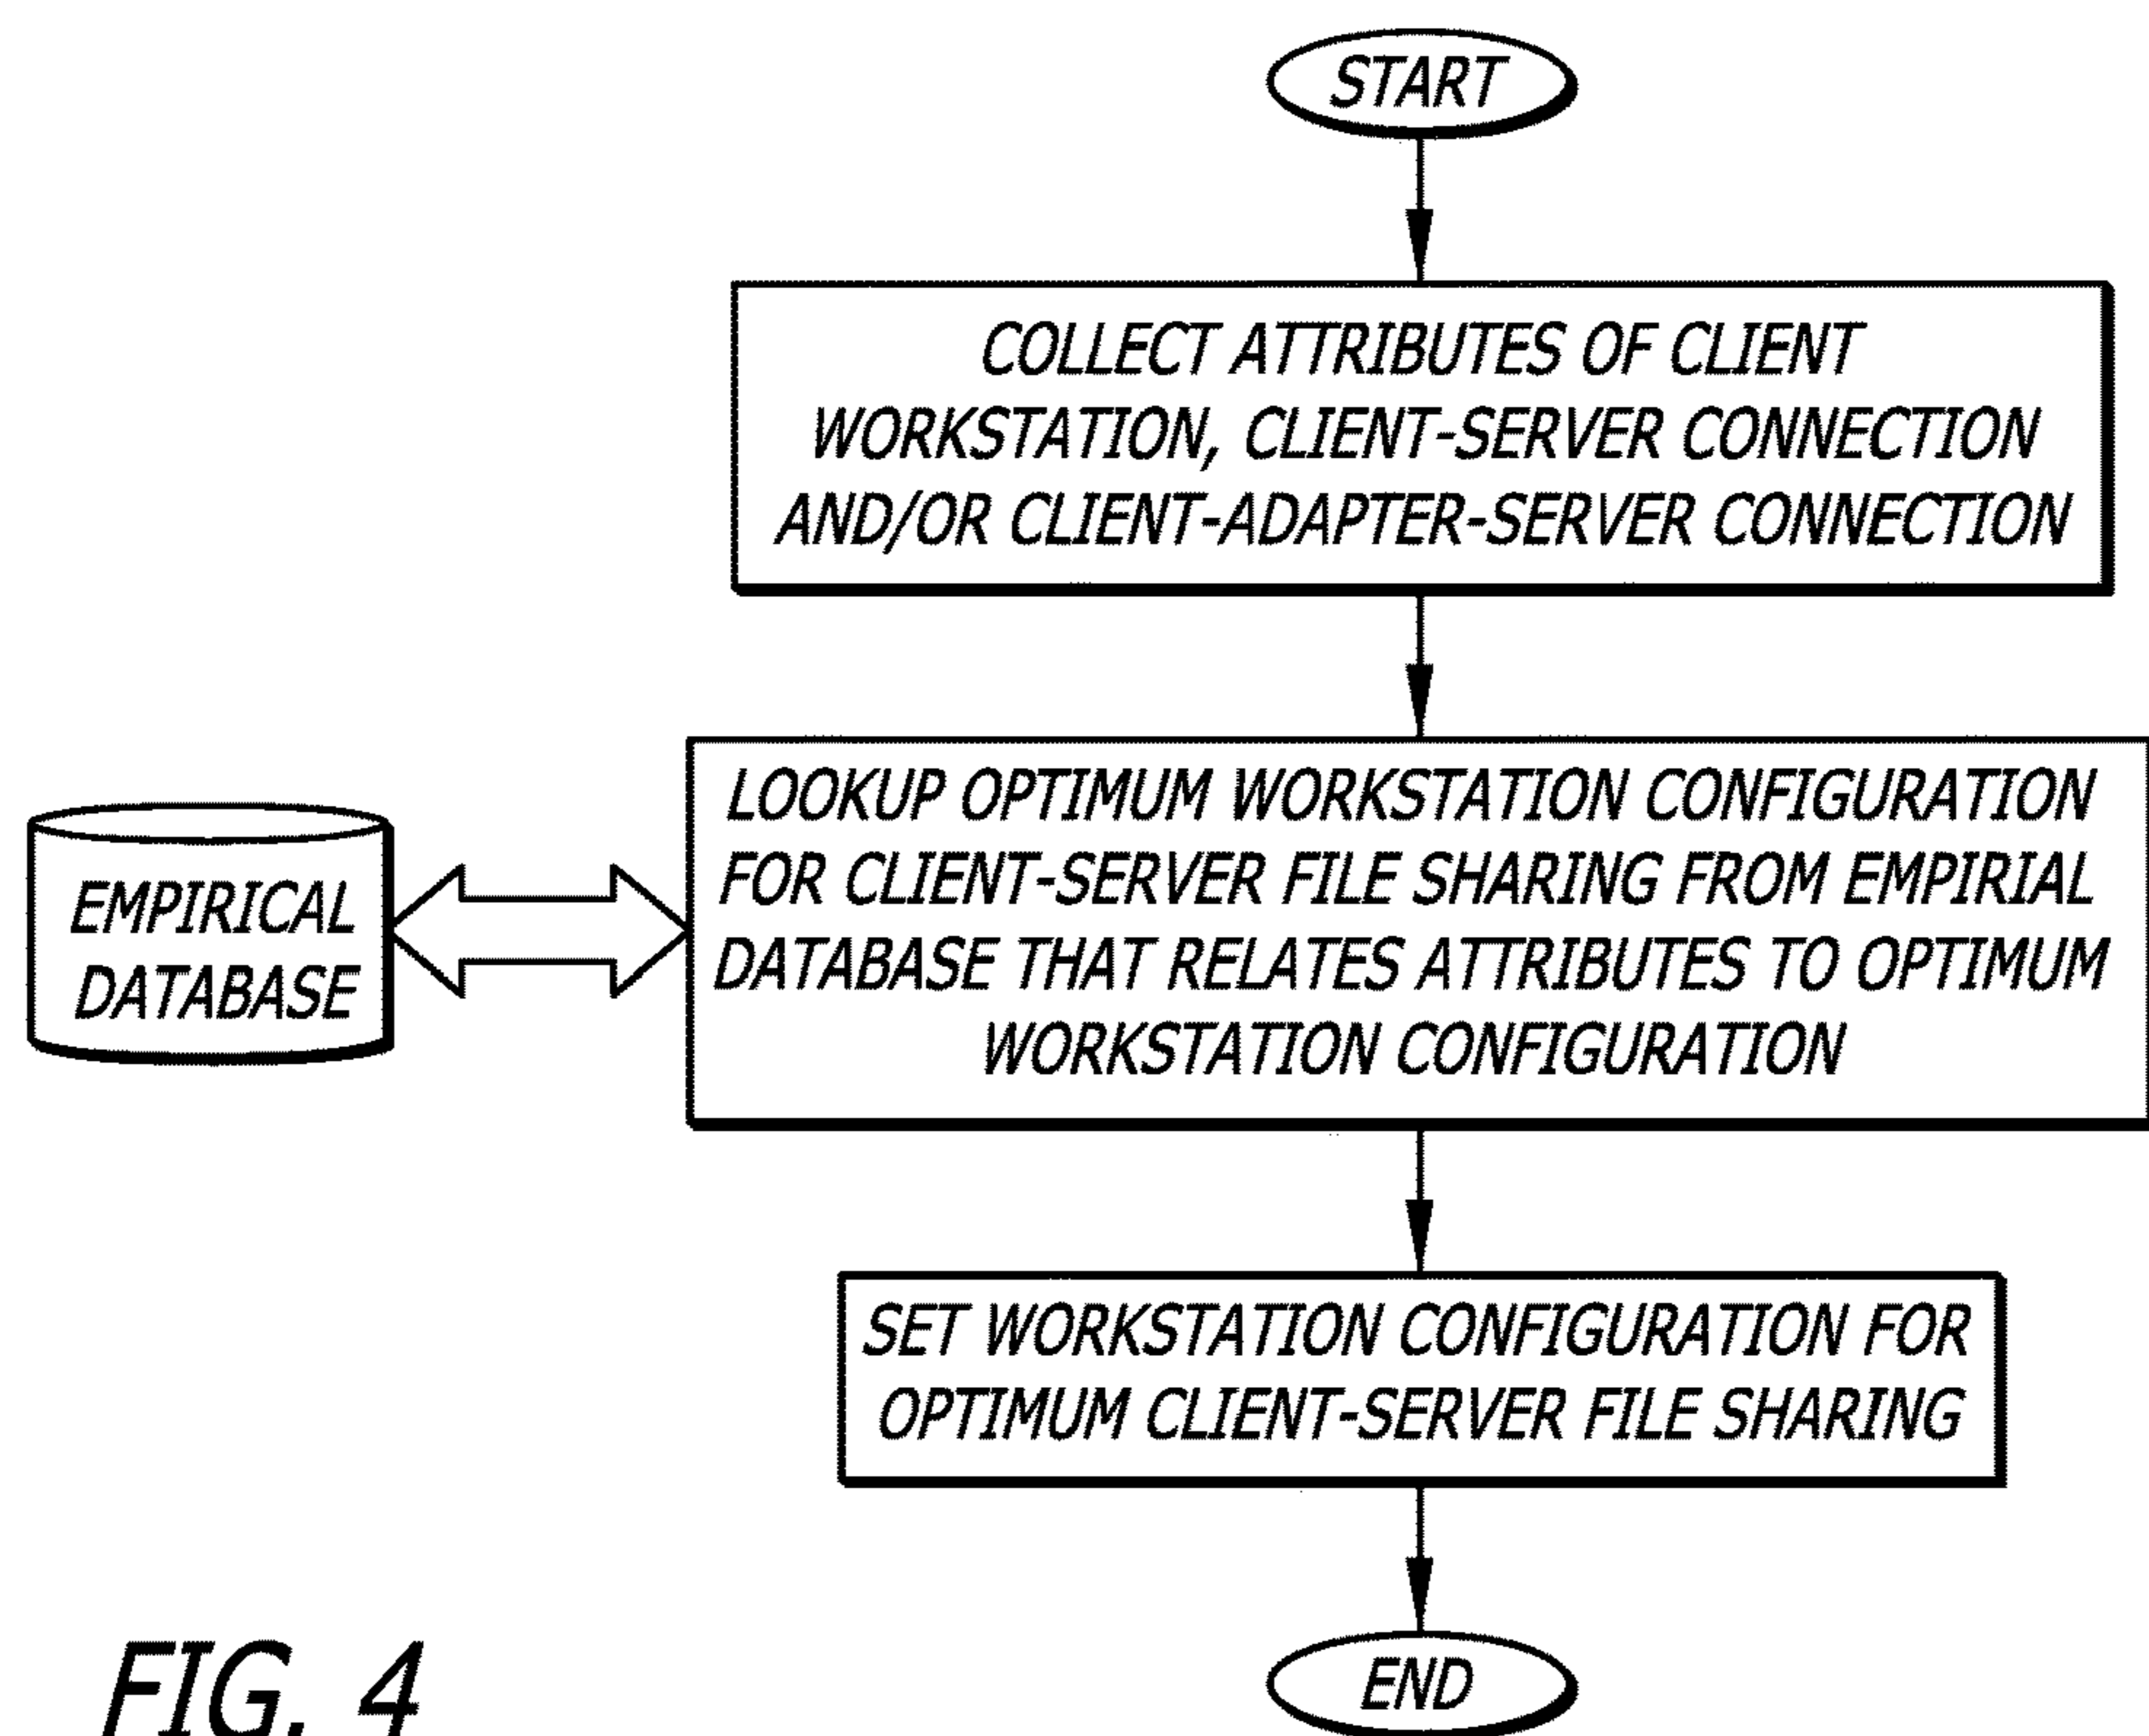 START
COLLECT ATTRIBUTES OF CLIENT
WORKSTATION, CLIENT-SERVER CONNECTION
AND/OR CLIENT-ADAPTER-SERVER CONNECTION
LOOKUP OPTIMUM WORKSTATION CONFIGURATION
FOR CLIENT-SERVER FILE SHARING FROM EMPIRIAL
DATABASE THAT RELATES ATTRIBUTES TO OPTIMUM
WORKSTATION CONFIGURATION
EMPIRICAL
DATABASE
SET WORKSTATION CONFIGURATION FOR
OPTIMUM CLIENT-SERVER FILE SHARING
END
FIG. 4